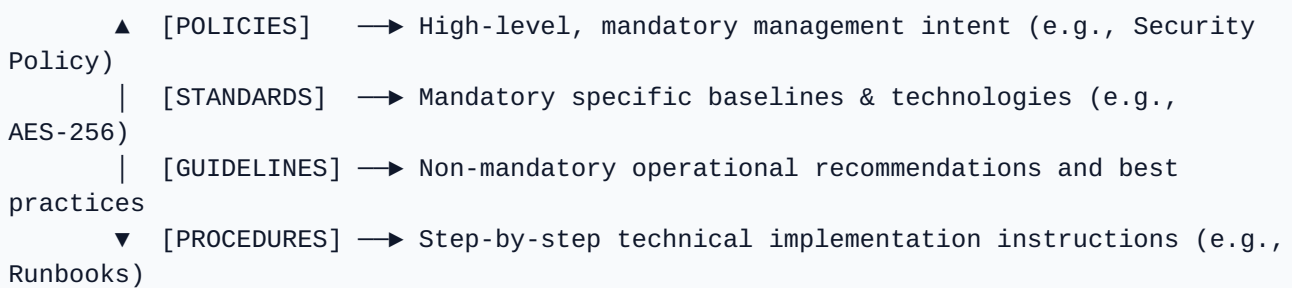 ▲ [POLICIES] ──► High-level, mandatory management intent (e.g., Security
Policy)
│ [STANDARDS] ──► Mandatory specific baselines & technologies (e.g.,
AES-256)
│ [GUIDELINES] ──► Non-mandatory operational recommendations and best
practices
▼ [PROCEDURES] ──► Step-by-step technical implementation instructions (e.g.,
Runbooks)